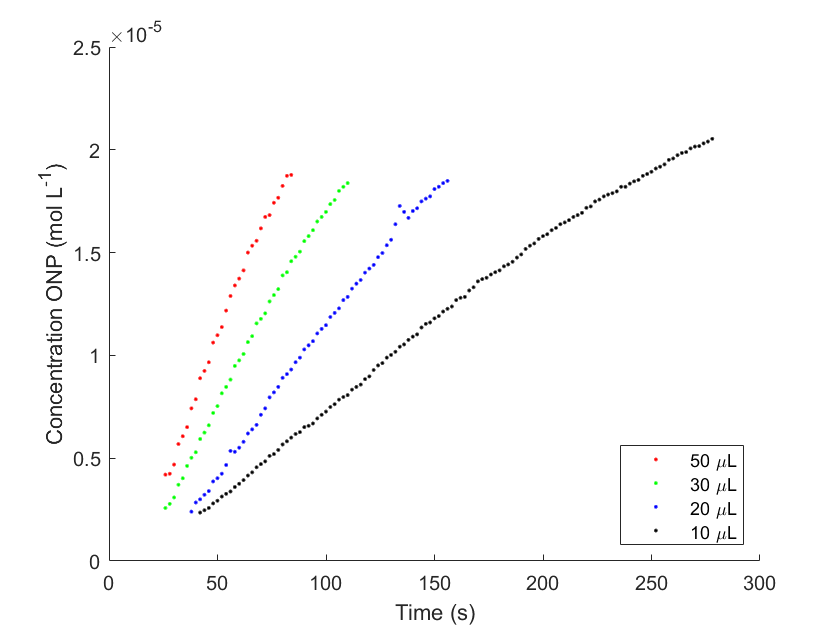 ×10⁻⁵
2.5
2
1.5
1
0.5
0
Concentration ONP (mol L⁻¹)
0 50 100 150 200 250 300
Time (s)
50 μL
30 μL
20 μL
10 μL